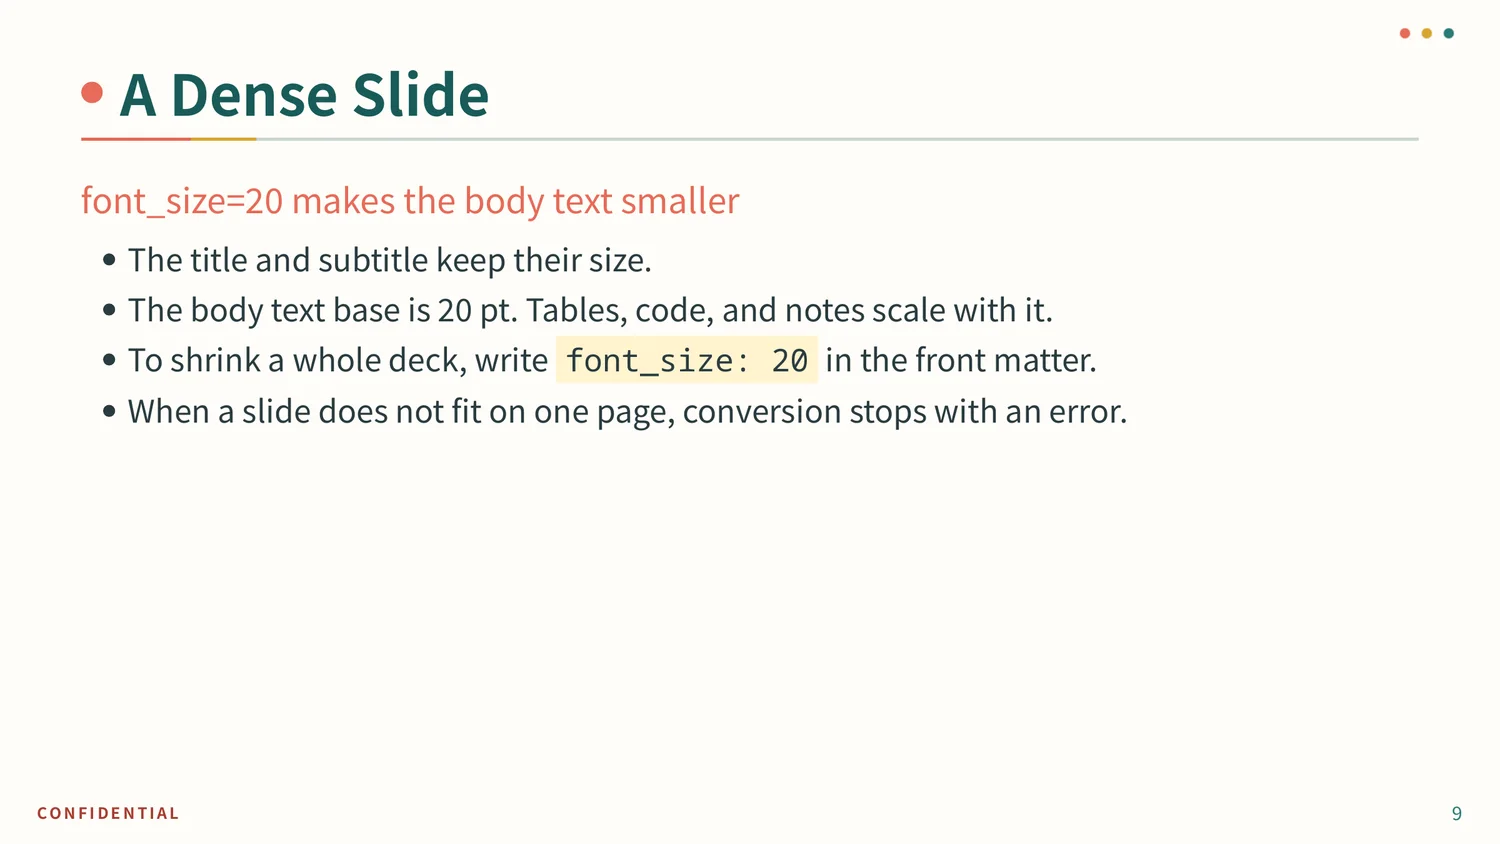 A Dense Slide
font_size=20 makes the body text smaller
• The title and subtitle keep their size.
• The body text base is 20 pt. Tables, code, and notes scale with it.
• To shrink a whole deck, write font_size: 20 in the front matter.
• When a slide does not fit on one page, conversion stops with an error.
CONFIDENTIAL
9